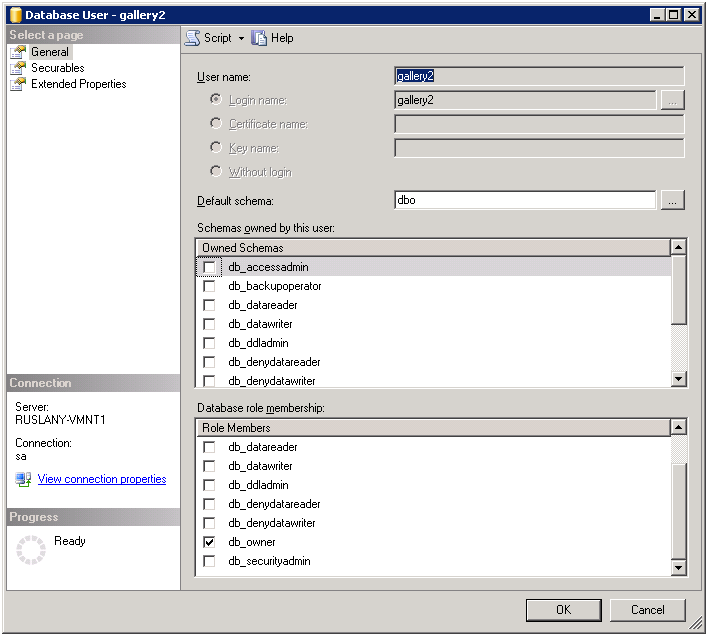 Database User - gallery2
Select a page
General
Securables
Extended Properties
Script
Help
User name:
gallery2
Login name:
gallery2
...
Certificate name:
Key name:
Without login
Default schema:
dbo
...
Schemas owned by this user:
Owned Schemas
db_accessadmin
db_backupoperator
db_datareader
db_datawriter
db_ddladmin
db_denydatareader
db_denydatawriter
Database role membership:
Role Members
db_datareader
db_datawriter
db_ddladmin
db_denydatareader
db_denydatawriter
db_owner
db_securityadmin
Connection
Server:
RUSLANY-VMNT1
Connection:
sa
View connection properties
Progress
Ready
OK
Cancel